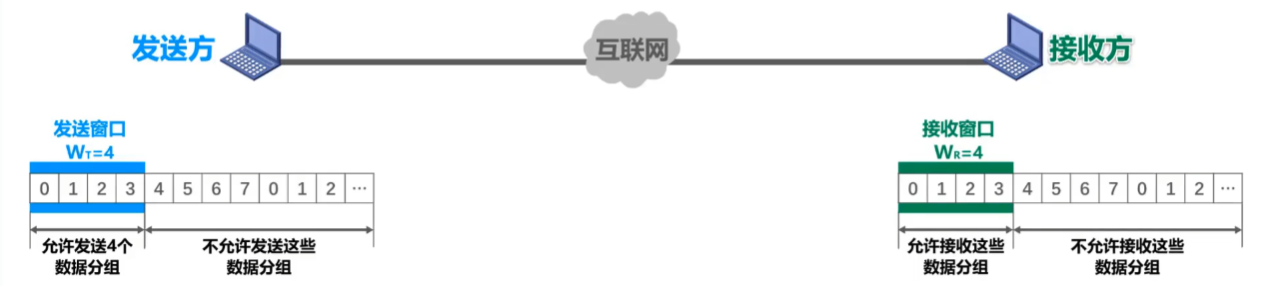 发送方
互联网
接收方
发送窗口
WT=4
0 1 2 3 4 5 6 7 0 1 2 …
允许发送4个
数据分组
不允许发送这些
数据分组
接收窗口
WR=4
0 1 2 3 4 5 6 7 0 1 2 …
允许接收这些
数据分组
不允许接收这些
数据分组